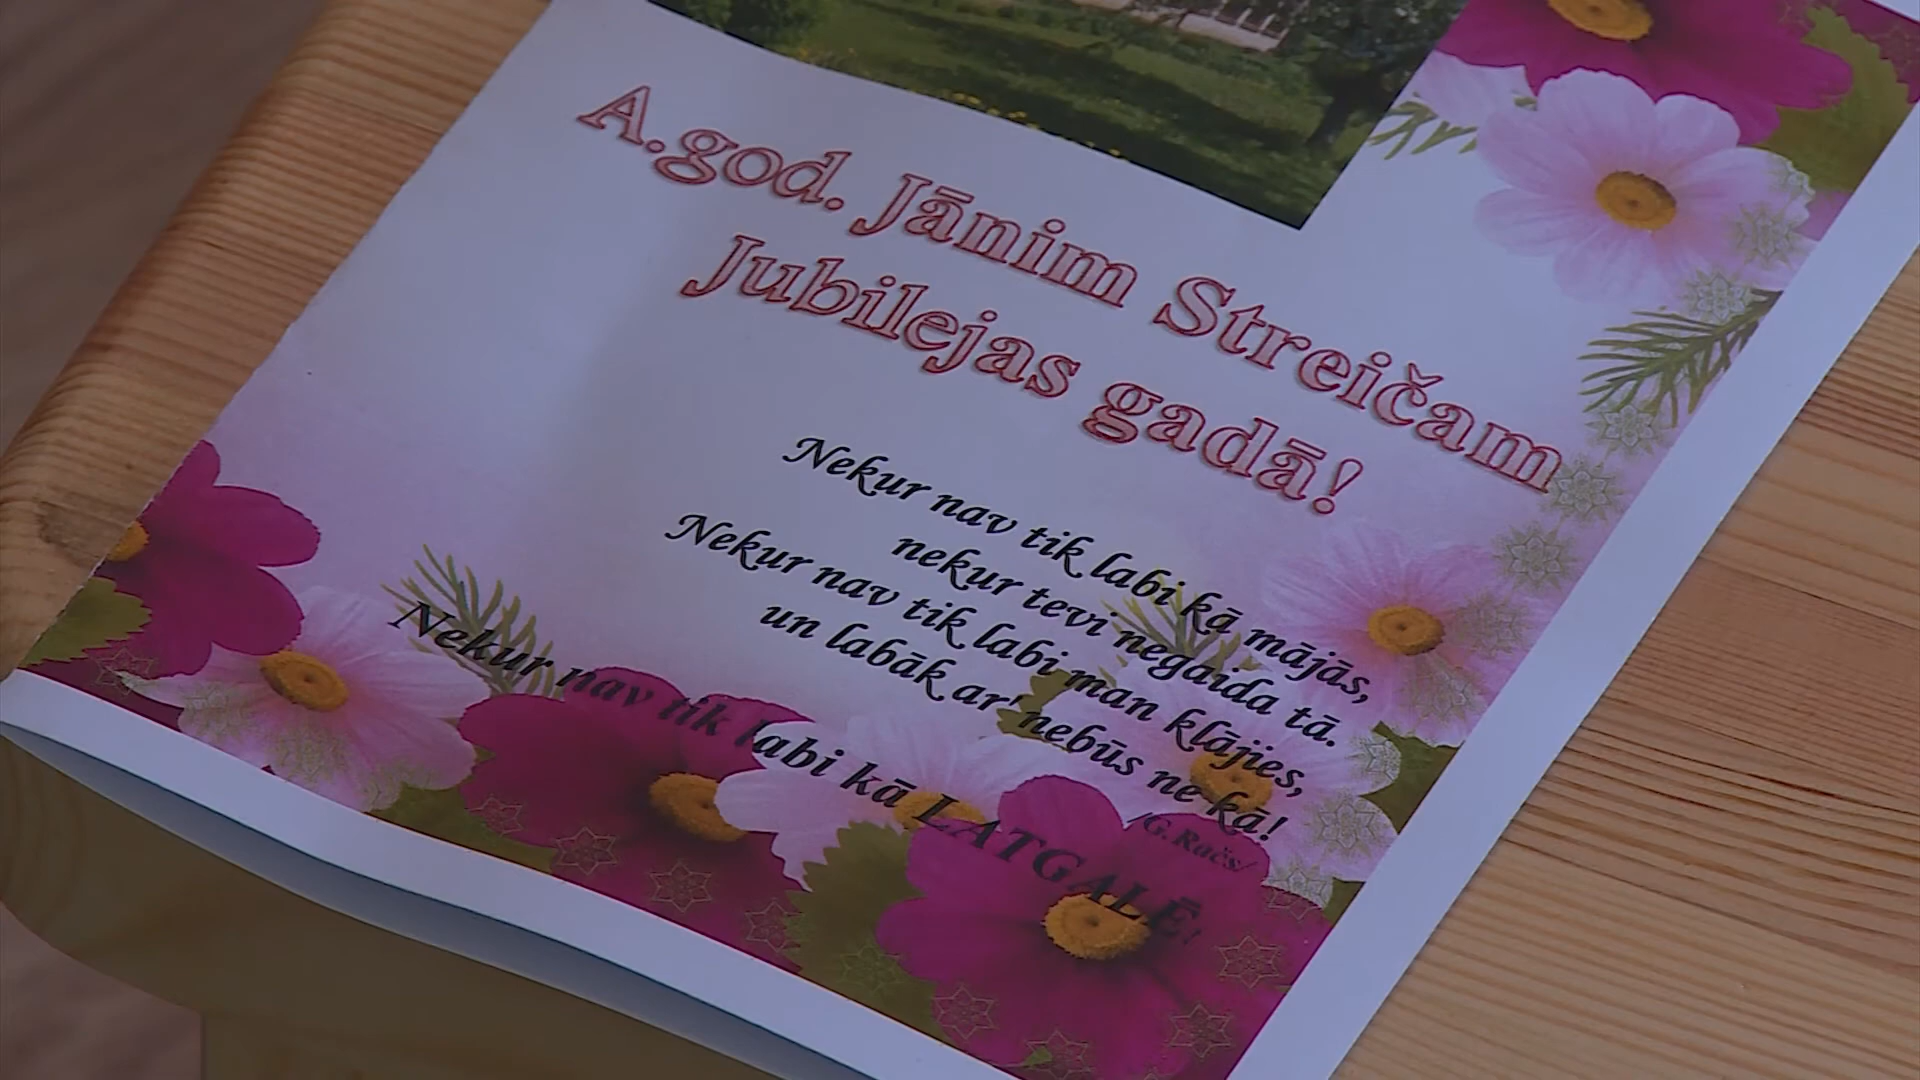 A.god. Jānim Streičam
Jubilejas gadā!
Nekur nav tik labi kā mājās,
nekur tevi negaida tā.
Nekur nav tik labi man klājies,
un labāk ar' nebūs ne kā!
/G.Račs/
Nekur nav tik labi kā LATGALĒ!